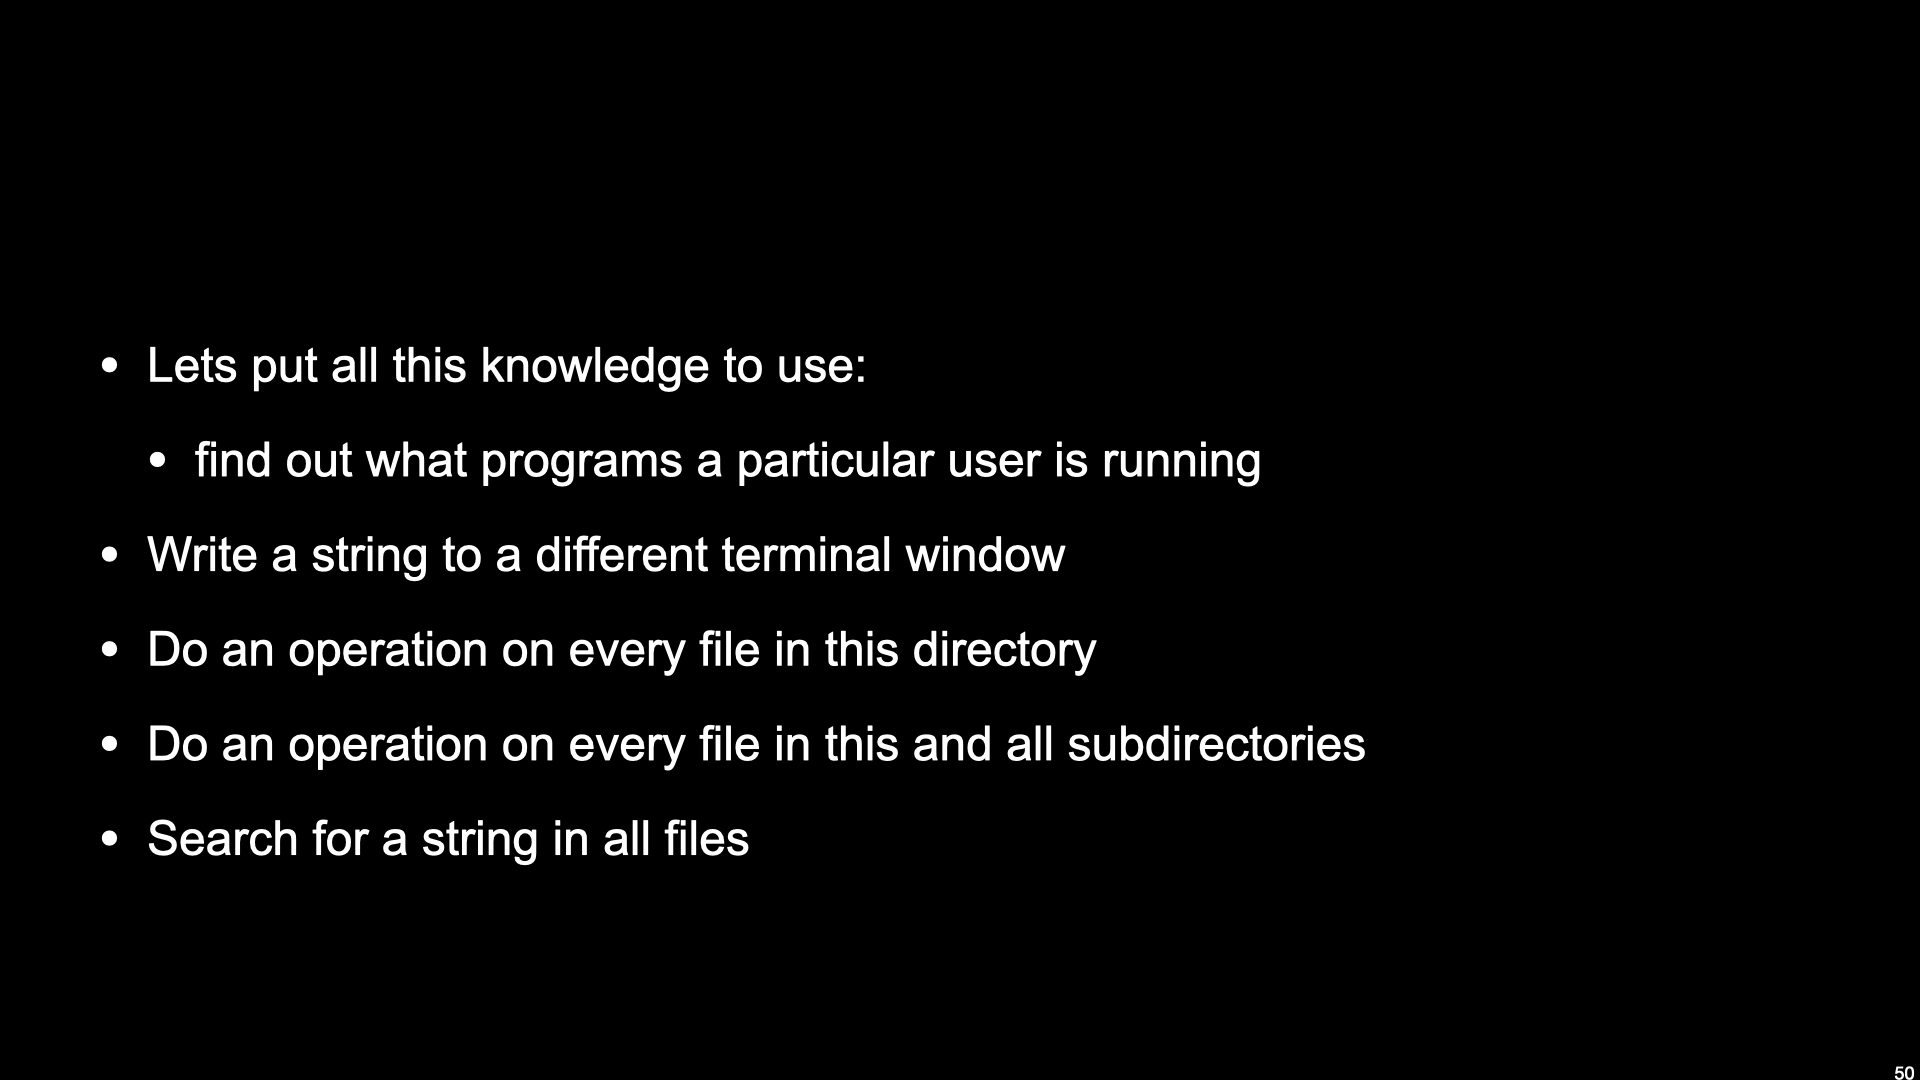 • Lets put all this knowledge to use:
• find out what programs a particular user is running
• Write a string to a different terminal window
• Do an operation on every file in this directory
• Do an operation on every file in this and all subdirectories
• Search for a string in all files
50